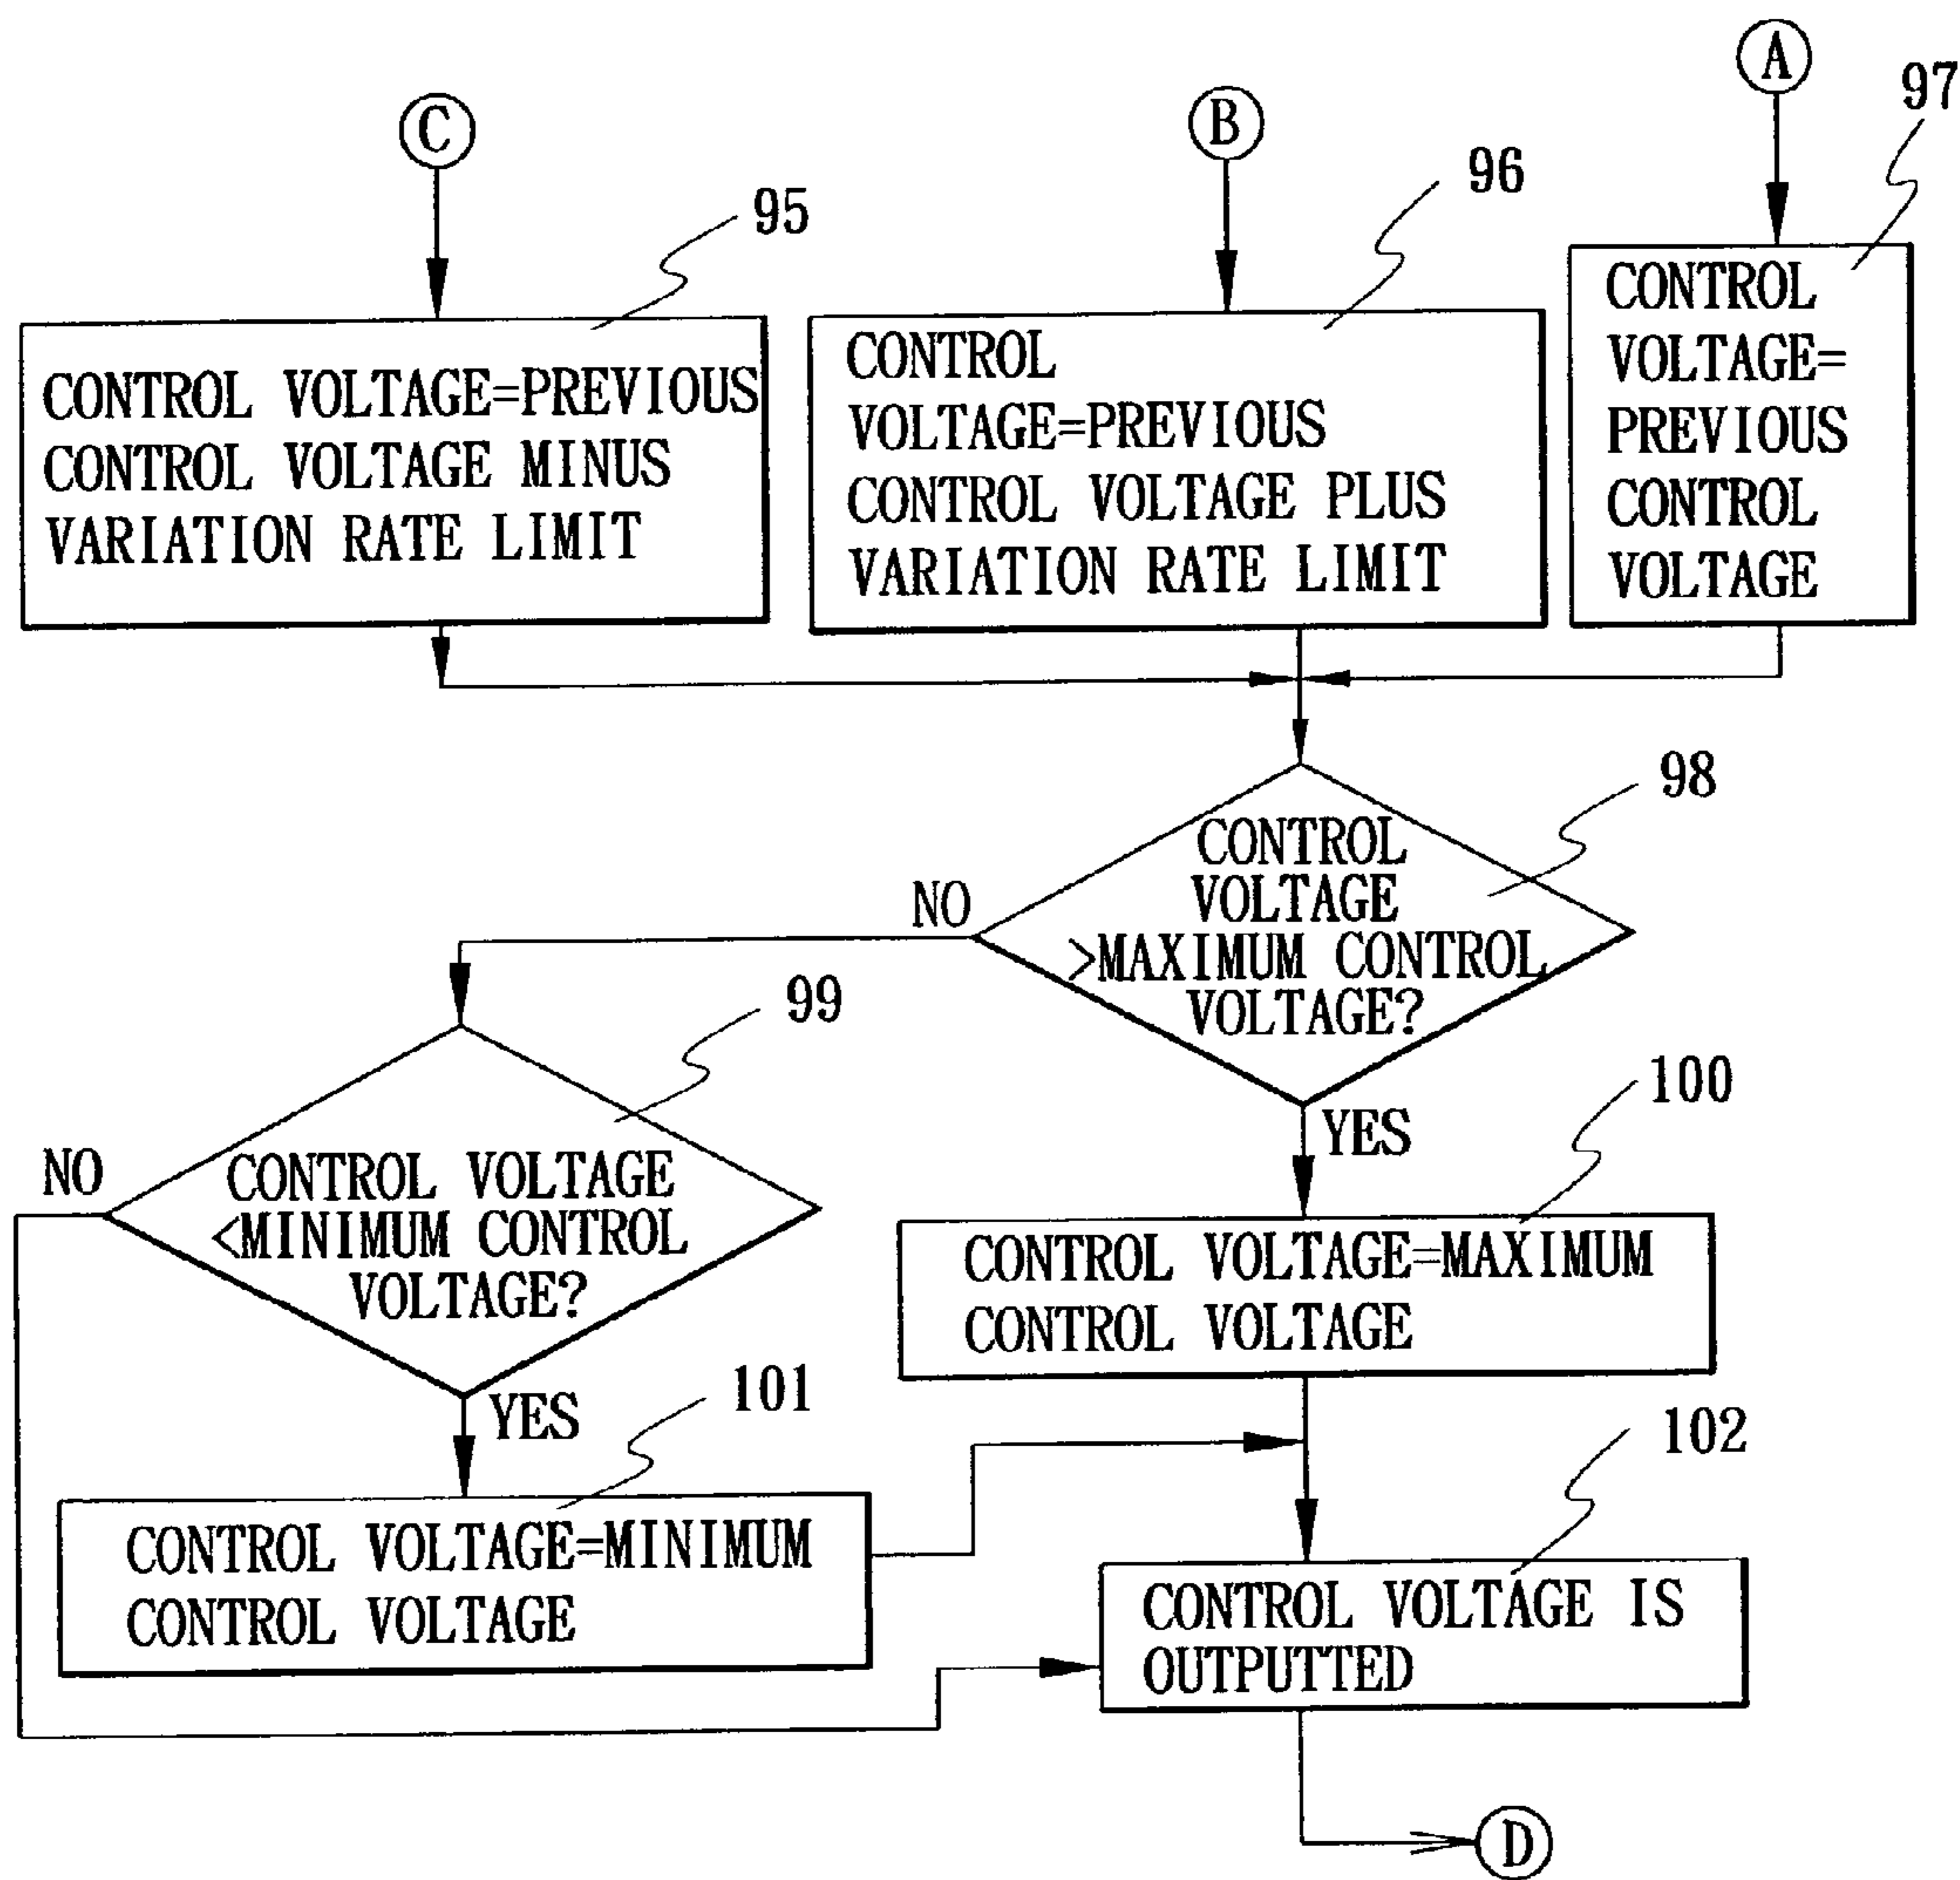 A
97
C
B
96
95
CONTROL VOLTAGE=PREVIOUS
CONTROL VOLTAGE MINUS
VARIATION RATE LIMIT
CONTROL
VOLTAGE=PREVIOUS
CONTROL VOLTAGE PLUS
VARIATION RATE LIMIT
CONTROL
VOLTAGE=
PREVIOUS
CONTROL
VOLTAGE
98
CONTROL
VOLTAGE
>MAXIMUM CONTROL
VOLTAGE?
NO
YES
99
CONTROL VOLTAGE
<MINIMUM CONTROL
VOLTAGE?
NO
YES
100
CONTROL VOLTAGE=MAXIMUM
CONTROL VOLTAGE
101
CONTROL VOLTAGE=MINIMUM
CONTROL VOLTAGE
102
CONTROL VOLTAGE IS
OUTPUTTED
D